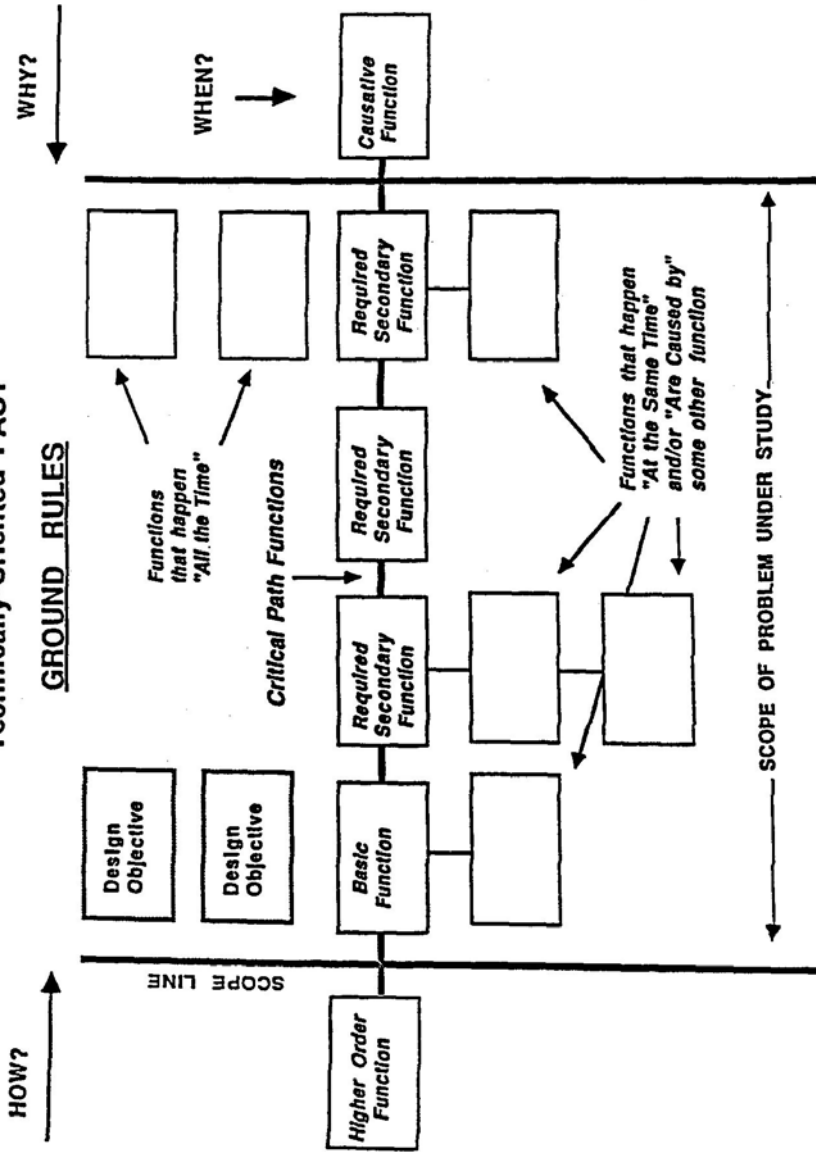 Technically Oriented FAST
GROUND RULES
HOW?
WHY?
WHEN?
SCOPE LINE
Design
Objective
Design
Objective
Functions
that happen
"All the Time"
Critical Path Functions
Higher Order
Function
Basic
Function
Required
Secondary
Function
Required
Secondary
Function
Required
Secondary
Function
Causative
Function
Functions that happen
"At the Same Time"
and/or "Are Caused by"
some other function
SCOPE OF PROBLEM UNDER STUDY